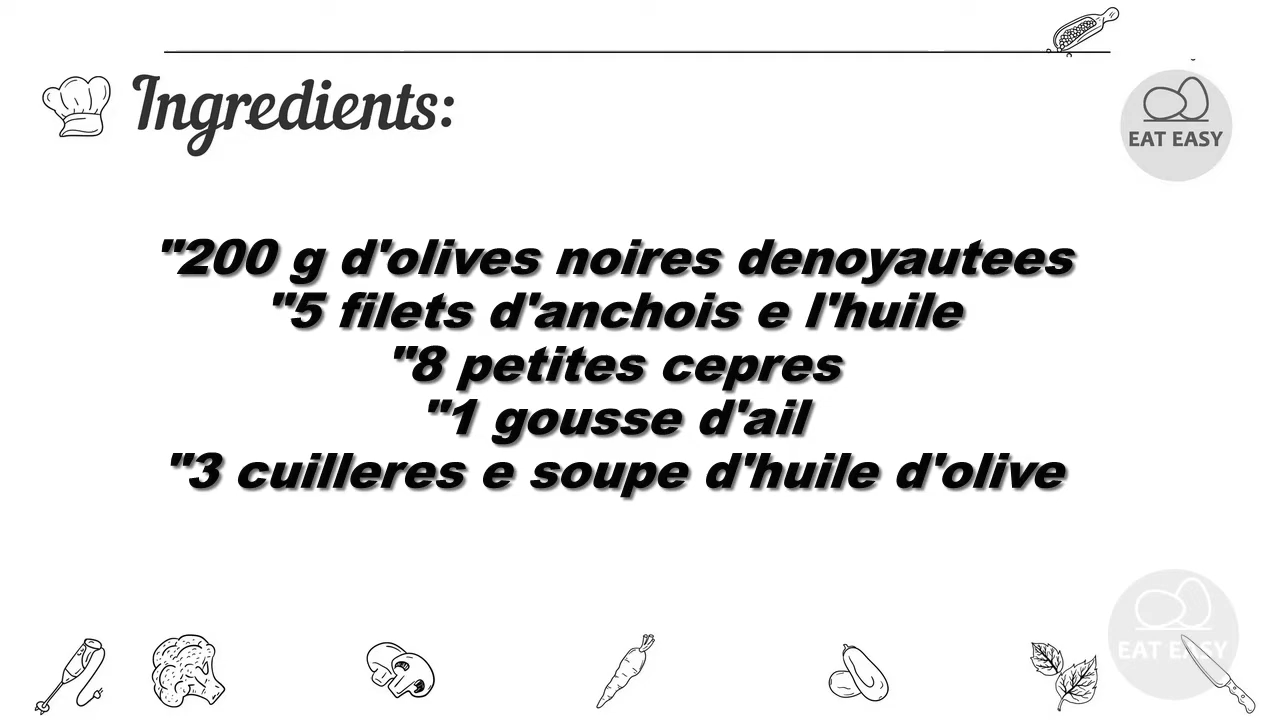 Ingredients:
EAT EASY
"200 g d'olives noires denoyautees
"5 filets d'anchois e l'huile
"8 petites cepres
"1 gousse d'ail
"3 cuilleres e soupe d'huile d'olive
EAT EASY